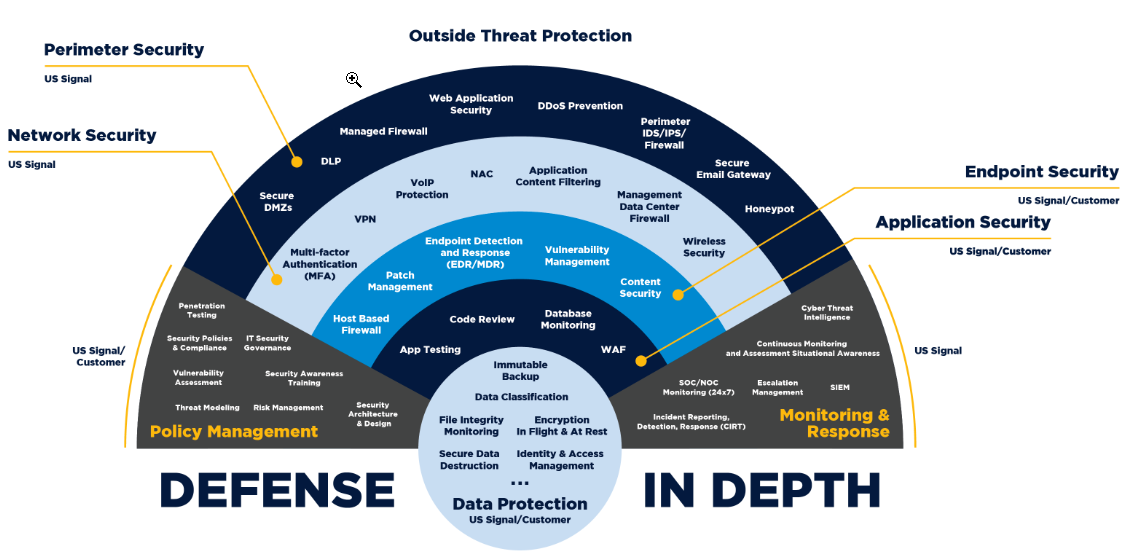 Outside Threat Protection
Perimeter Security
US Signal
Network Security
US Signal
Endpoint Security
US Signal/Customer
Application Security
US Signal/Customer
Secure
DMZs
DLP
Managed Firewall
Web Application
Security
DDoS Prevention
Perimeter
IDS/IPS/
Firewall
Secure
Email Gateway
Honeypot
Multi-factor
Authentication
(MFA)
VPN
VoIP
Protection
NAC
Application
Content Filtering
Management
Data Center
Firewall
Wireless
Security
Host Based
Firewall
Patch
Management
Endpoint Detection
and Response
(EDR/MDR)
Vulnerability
Management
Content
Security
App Testing
Code Review
Database
Monitoring
WAF
Immutable
Backup
Data Classification
File Integrity
Monitoring
Encryption
In Flight & At Rest
Secure Data
Destruction
Identity & Access
Management
...
Data Protection
US Signal/Customer
US Signal/
Customer
Penetration
Testing
Security Policies
& Compliance
IT Security
Governance
Vulnerability
Assessment
Security Awareness
Training
Threat Modeling
Risk Management
Security
Architecture
& Design
Policy Management
Cyber Threat
Intelligence
Continuous Monitoring
and Assessment Situational Awareness
SOC/NOC
Monitoring (24x7)
Escalation
Management
SIEM
Incident Reporting,
Detection, Response (CIRT)
Monitoring &
Response
US Signal
DEFENSE IN DEPTH